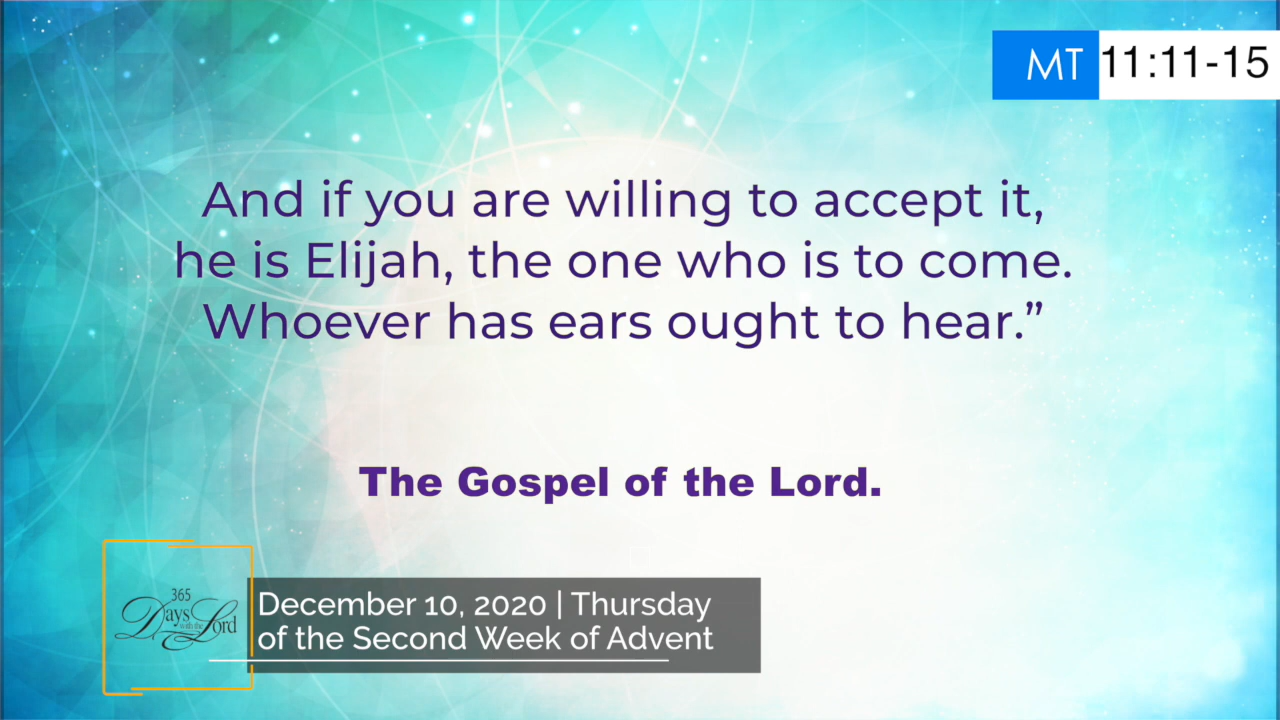 MT 11:11-15
And if you are willing to accept it,
he is Elijah, the one who is to come.
Whoever has ears ought to hear.”
The Gospel of the Lord.
365
Days with the Lord
December 10, 2020 | Thursday
of the Second Week of Advent